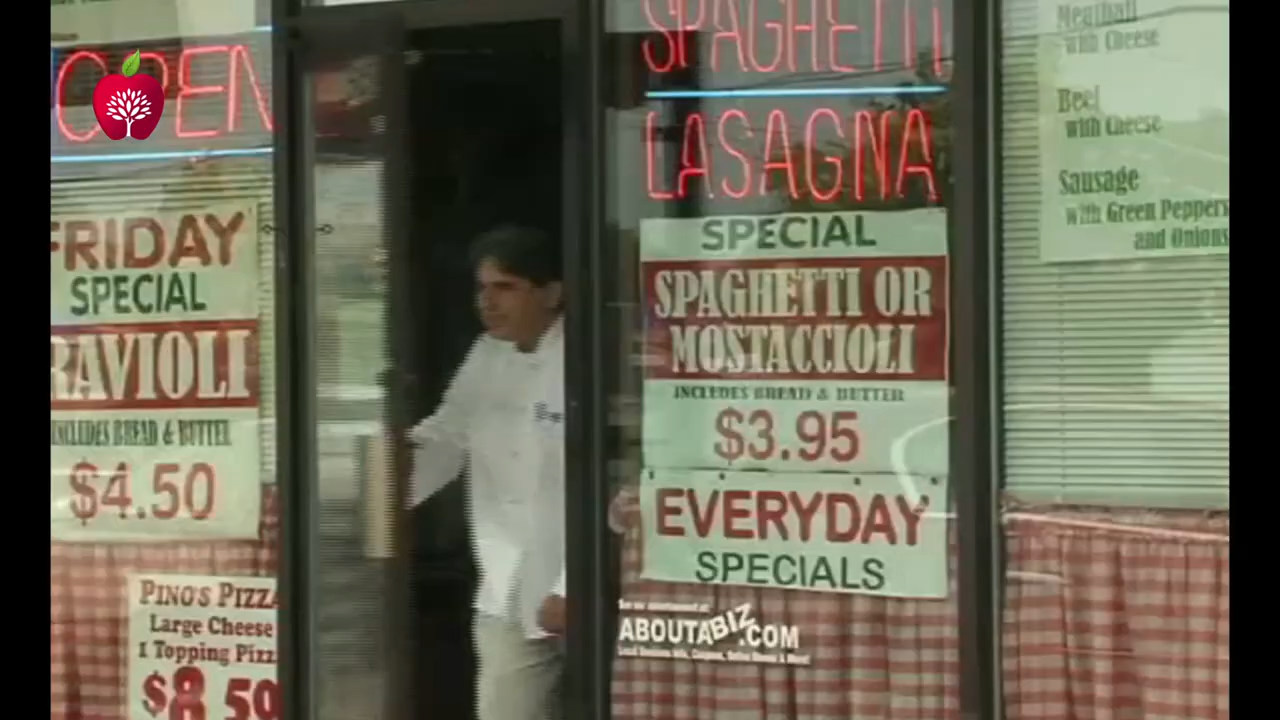 OPEN
FRIDAY
SPECIAL
RAVIOLI
INCLUDES BREAD & BUTTER
$4.50
PINO'S PIZZA
Large Cheese
1 Topping Pizz
$8.50
SPAGHETTI
LASAGNA
SPECIAL
SPAGHETTI OR
MOSTACCIOLI
INCLUDES BREAD & BUTTER
$3.95
EVERYDAY
SPECIALS
ABOUTABIZ.COM
Meatball
with Cheese
Beef
with Cheese
Sausage
with Green Peppers
and Onions